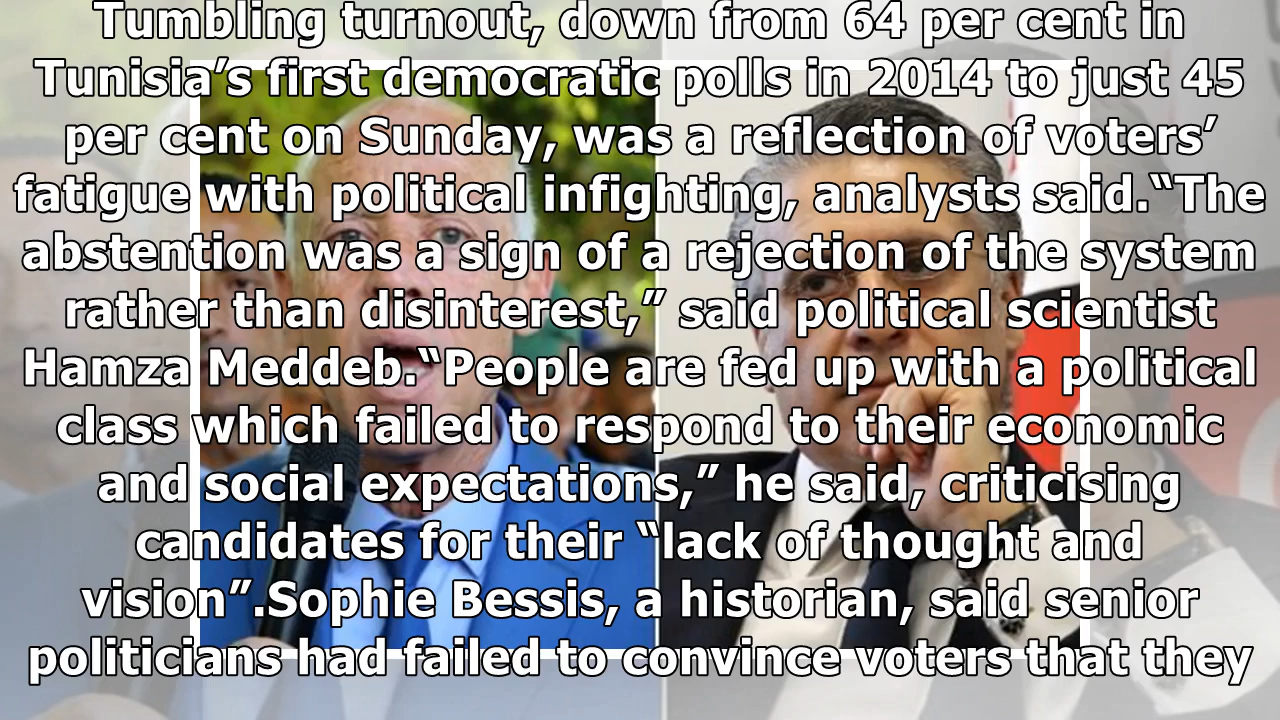 Tumbling turnout, down from 64 per cent in
Tunisia’s first democratic polls in 2014 to just 45
per cent on Sunday, was a reflection of voters’
fatigue with political infighting, analysts said.“The
abstention was a sign of a rejection of the system
rather than disinterest,” said political scientist
Hamza Meddeb.“People are fed up with a political
class which failed to respond to their economic
and social expectations,” he said, criticising
candidates for their “lack of thought and
vision”.Sophie Bessis, a historian, said senior
politicians had failed to convince voters that they